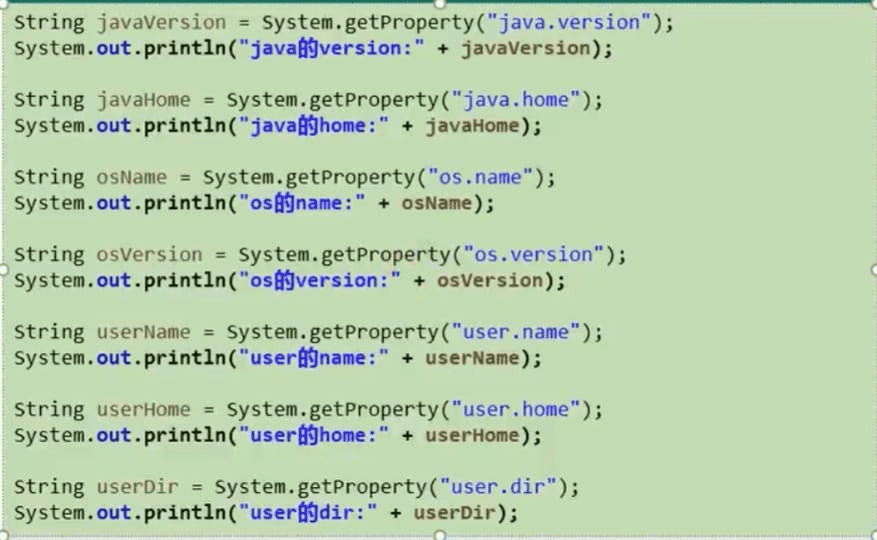 String javaVersion = System.getProperty("java.version");
System.out.println("java的version:" + javaVersion);
String javaHome = System.getProperty("java.home");
System.out.println("java的home:" + javaHome);
String osName = System.getProperty("os.name");
System.out.println("os的name:" + osName);
String osVersion = System.getProperty("os.version");
System.out.println("os的version:" + osVersion);
String userName = System.getProperty("user.name");
System.out.println("user的name:" + userName);
String userHome = System.getProperty("user.home");
System.out.println("user的home:" + userHome);
String userDir = System.getProperty("user.dir");
System.out.println("user的dir:" + userDir);